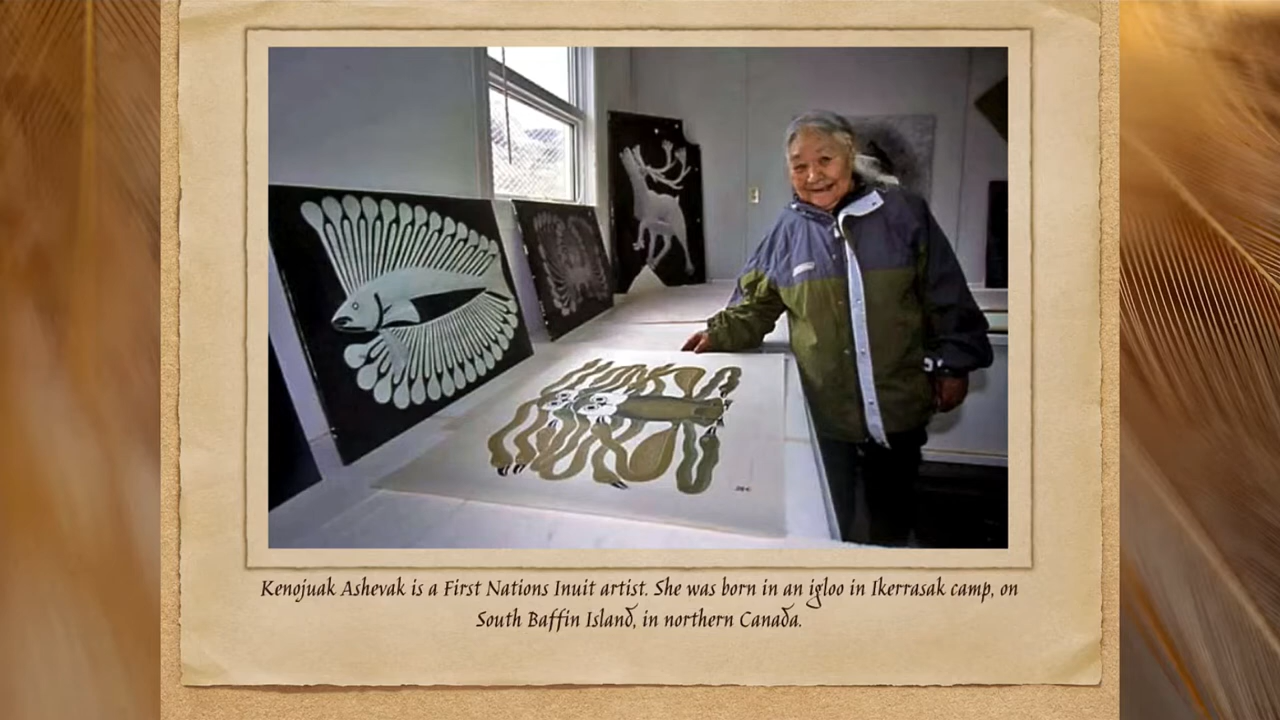 Kenojuak Ashevak is a First Nations Inuit artist. She was born in an igloo in Ikerrasak camp, on
South Baffin Island, in northern Canada.